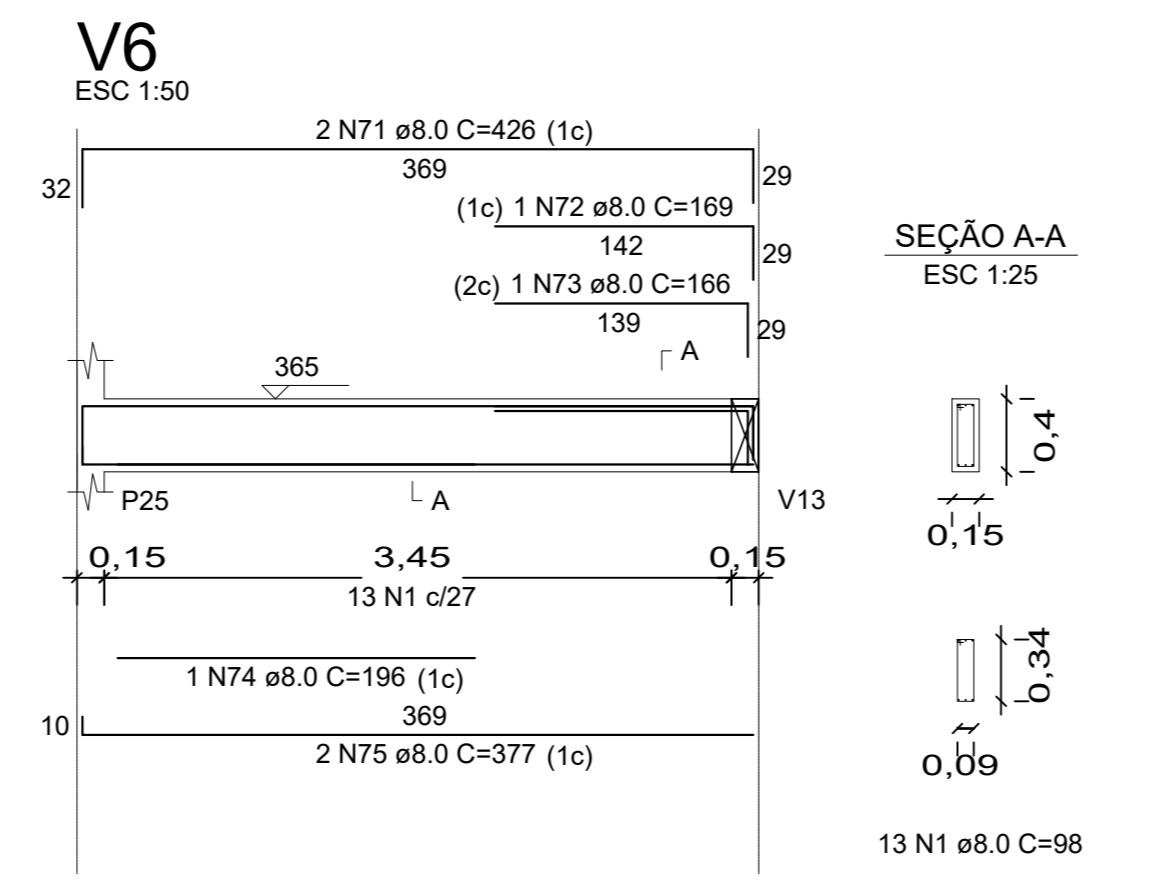 V6
ESC 1:50
2 N71 ø8.0 C=426 (1c)
369
32
29
(1c) 1 N72 ø8.0 C=169
142
29
(2c) 1 N73 ø8.0 C=166
139
29
A
365
P25
A
V13
0,15 3,45 0,15
13 N1 c/27
1 N74 ø8.0 C=196 (1c)
10
369
2 N75 ø8.0 C=377 (1c)
SEÇÃO A-A
ESC 1:25
0,4
0,15
0,34
0,09
13 N1 ø8.0 C=98